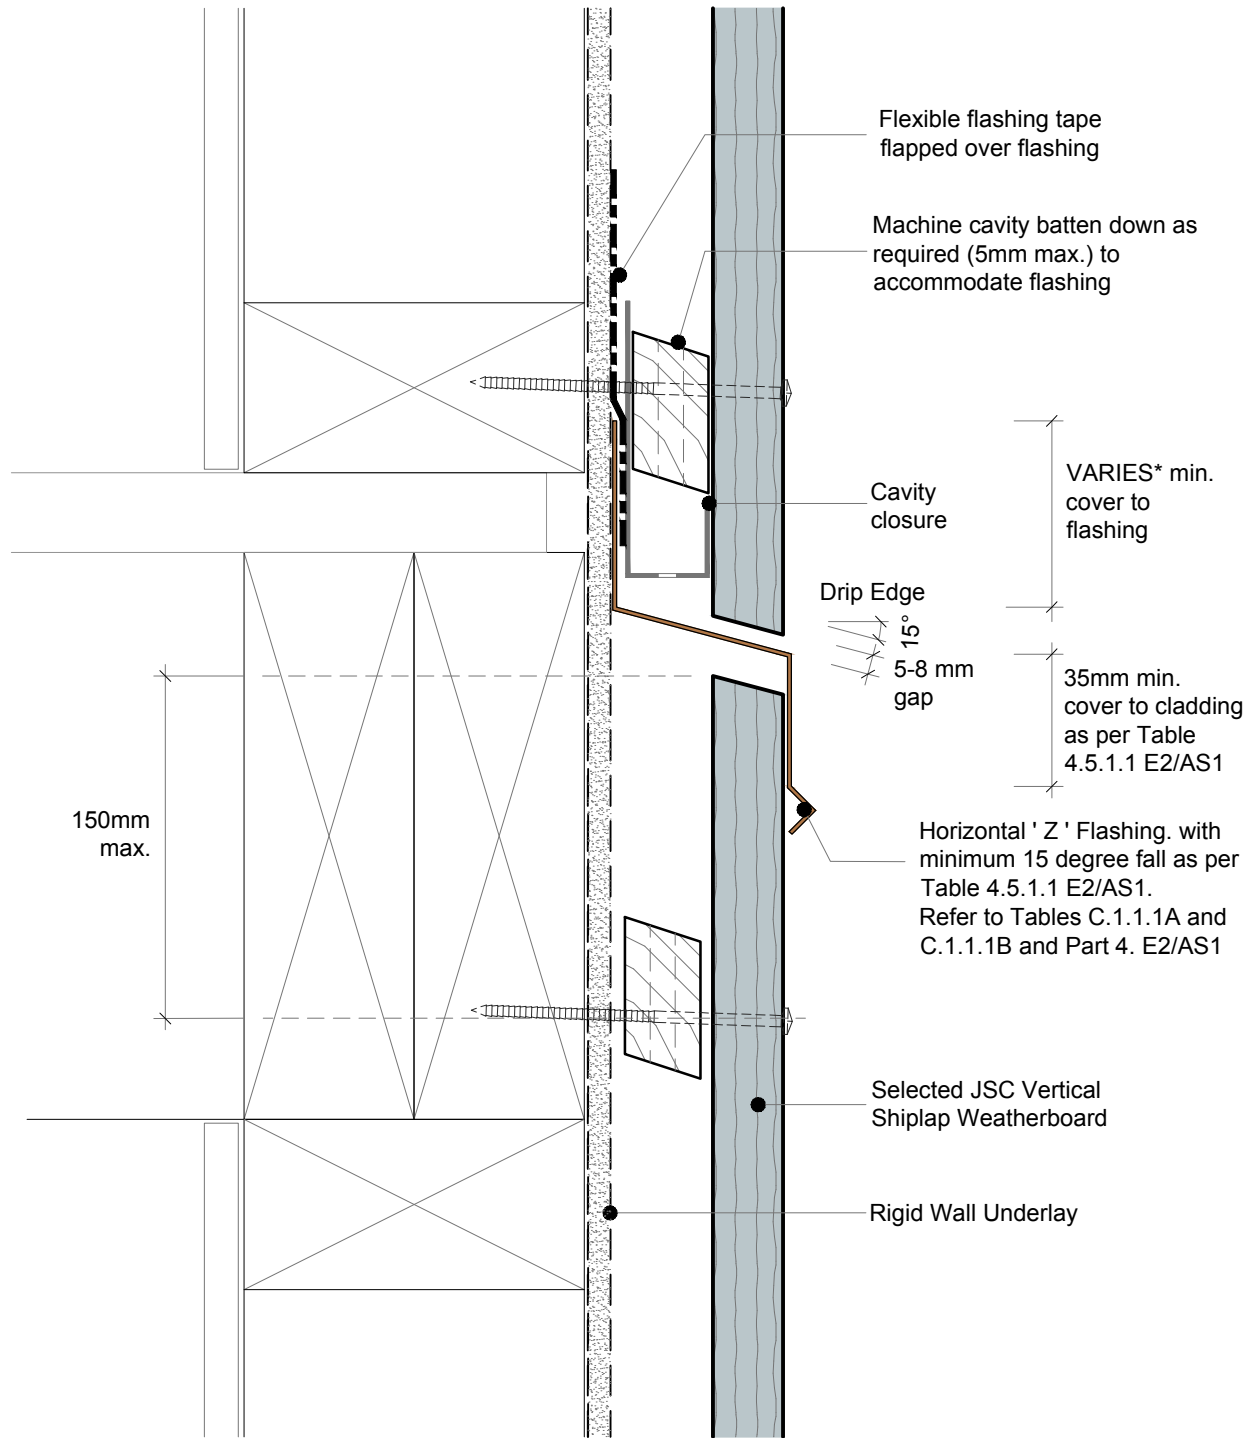 Flexible flashing tape
flapped over flashing
Machine cavity batten down as
required (5mm max.) to
accommodate flashing
Cavity
closure
VARIES* min.
cover to
flashing
Drip Edge
15°
5-8 mm
gap
35mm min.
cover to cladding
as per Table
4.5.1.1 E2/AS1
150mm
max.
Horizontal ' Z ' Flashing. with
minimum 15 degree fall as per
Table 4.5.1.1 E2/AS1.
Refer to Tables C.1.1.1A and
C.1.1.1B and Part 4. E2/AS1
Selected JSC Vertical
Shiplap Weatherboard
Rigid Wall Underlay